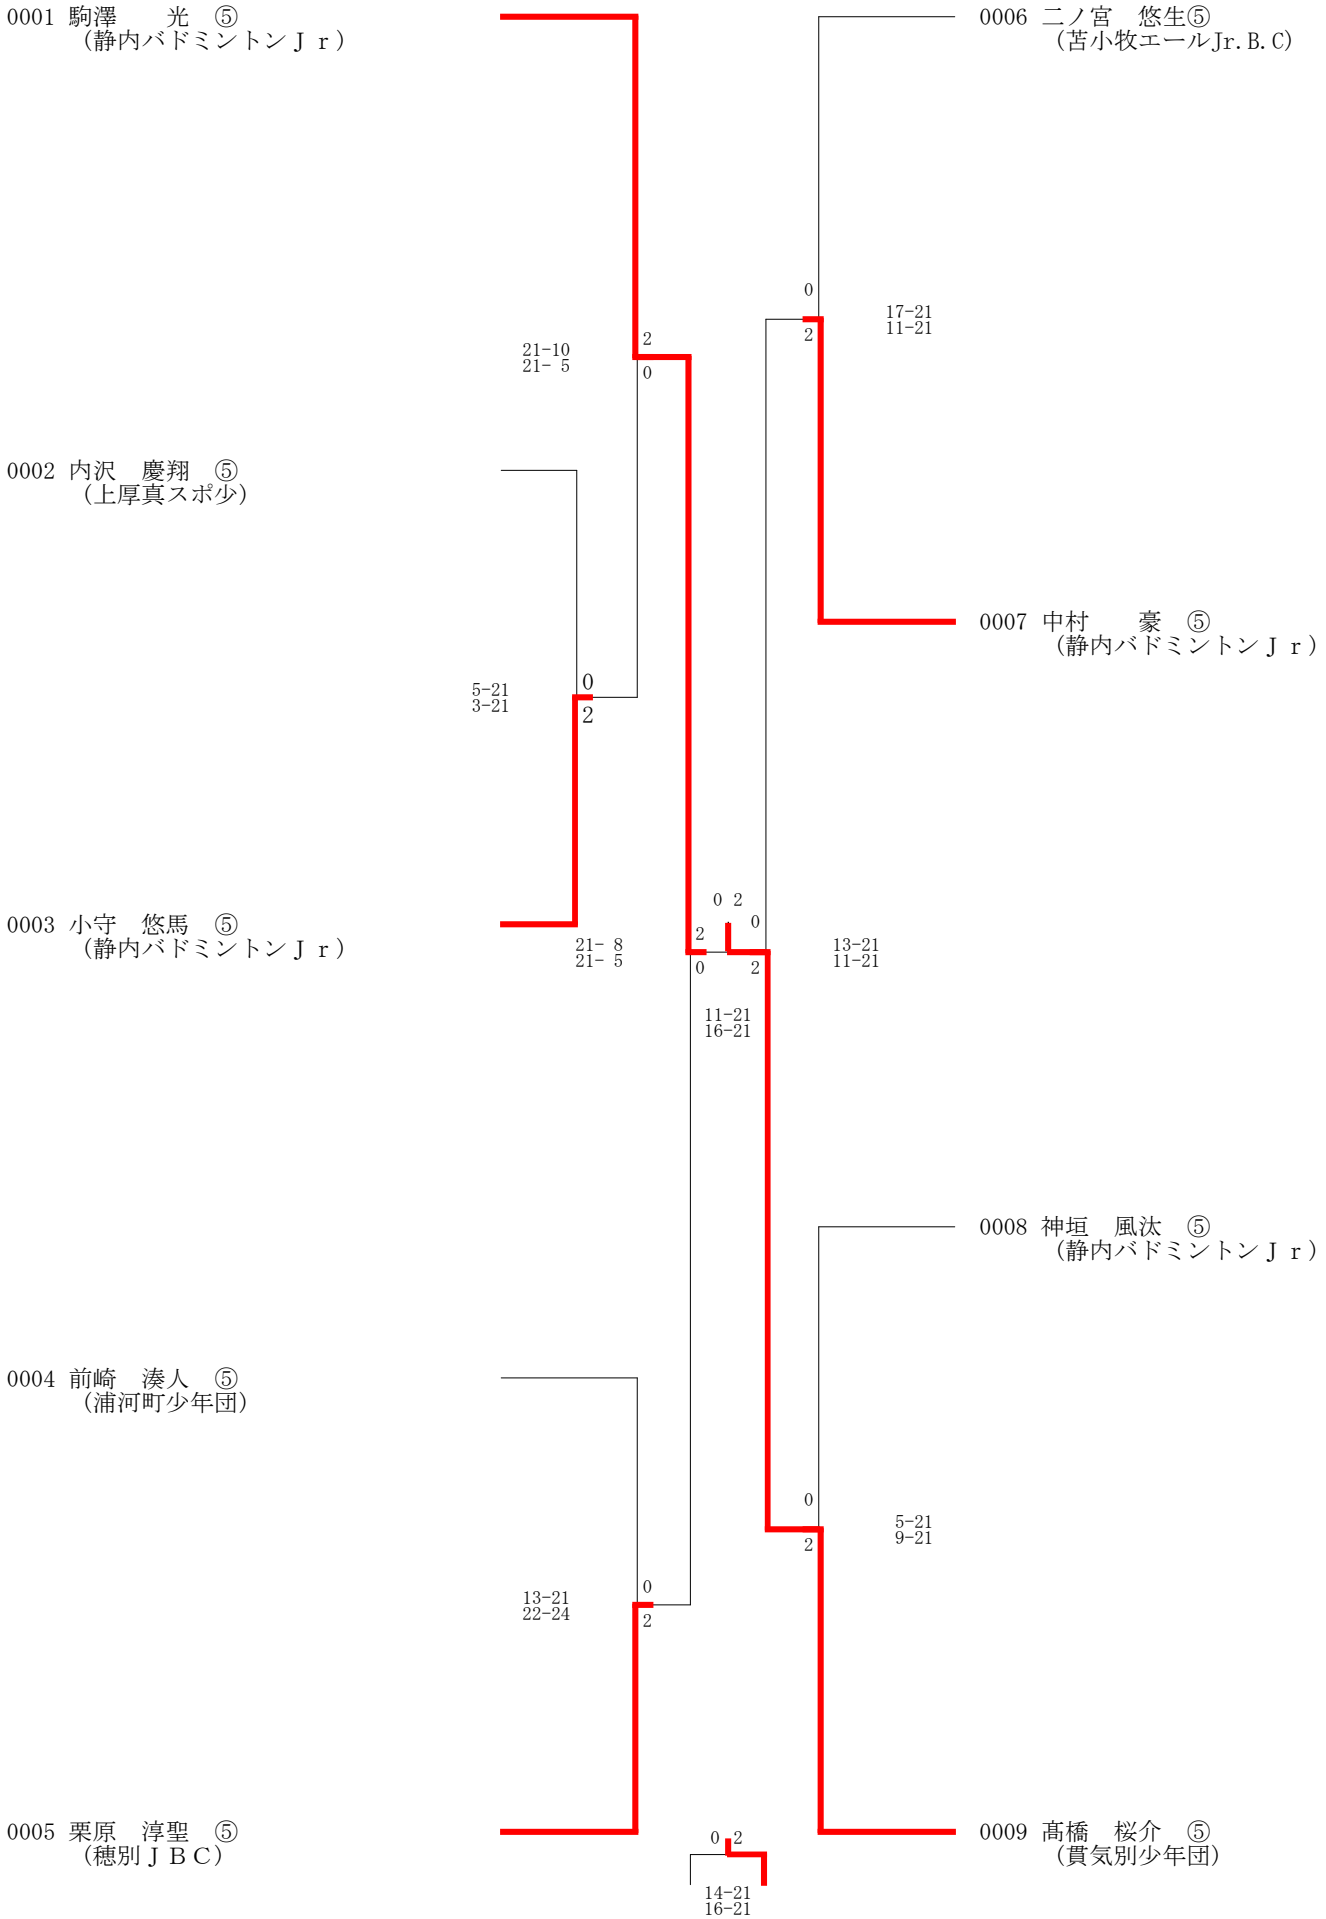 0001 駒澤　　光　⑤
（静内バドミントンＪｒ）
21-10
21- 5
2
0
0002 内沢　慶翔　⑤
（上厚真スポ少）
5-21
3-21
0
2
0003 小守　悠馬　⑤
（静内バドミントンＪｒ）
21- 8
21- 5
2
0
0004 前崎　湊人　⑤
（浦河町少年団）
13-21
22-24
0
2
0005 栗原　淳聖　⑤
（穂別ＪＢＣ）
0 2
11-21
16-21
0006 二ノ宮　悠生⑤
（苫小牧エールJr.B.C）
0
2
17-21
11-21
0007 中村　　豪　⑤
（静内バドミントンＪｒ）
0
2
13-21
11-21
0008 神垣　風汰　⑤
（静内バドミントンＪｒ）
0
2
5-21
9-21
0009 髙橋　桜介　⑤
（貫気別少年団）
0 2
14-21
16-21